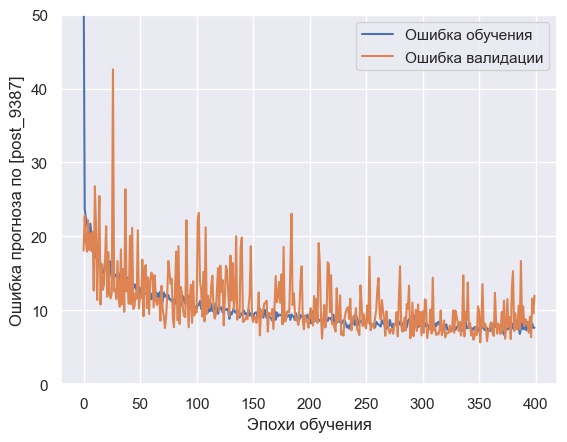 Ошибка обучения
Ошибка валидации
Ошибка прогноза по [post_9387]
50
40
30
20
10
0
0 50 100 150 200 250 300 350 400
Эпохи обучения